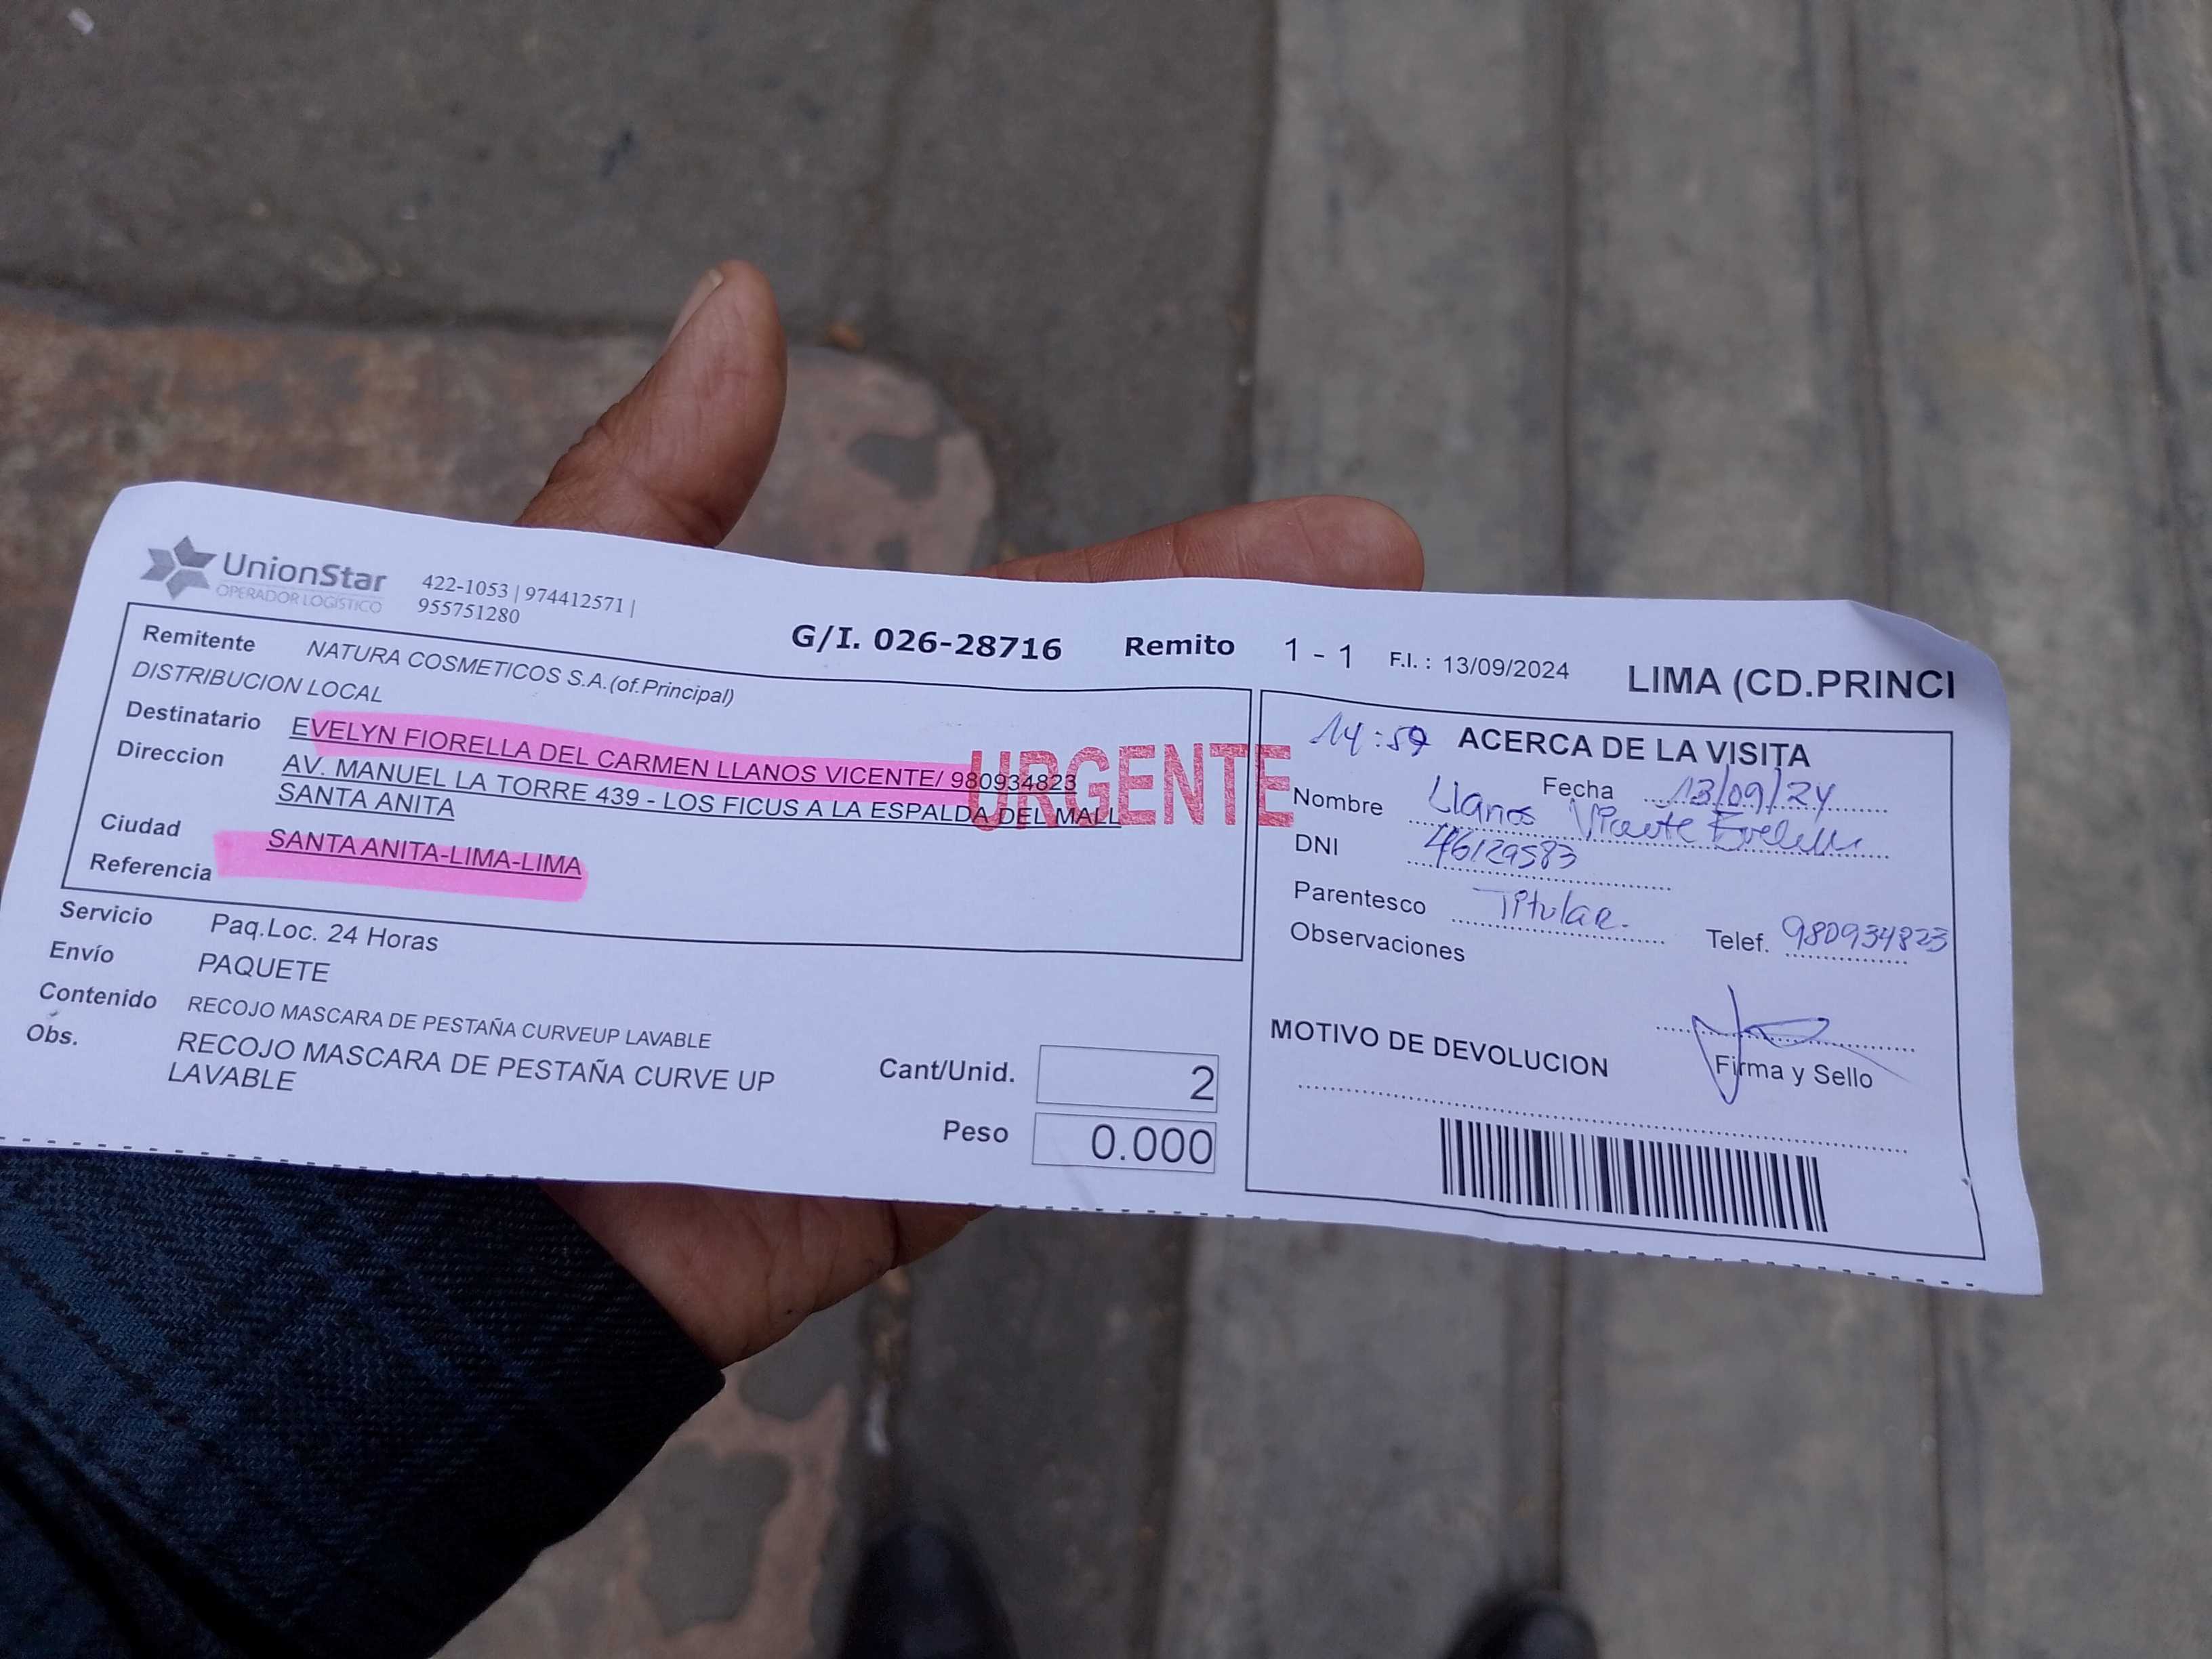 UnionStar
OPERADOR LOGÍSTICO
422-1053 | 974412571 |
955751280
G/I. 026-28716 Remito 1 - 1 F.I. : 13/09/2024 LIMA (CD.PRINCI
Remitente NATURA COSMETICOS S.A.(of.Principal)
DISTRIBUCION LOCAL
Destinatario EVELYN FIORELLA DEL CARMEN LLANOS VICENTE/ 980934823
Direccion AV. MANUEL LA TORRE 439 - LOS FICUS A LA ESPALDA DEL MALL
SANTA ANITA
Ciudad SANTA ANITA-LIMA-LIMA
Referencia
URGENTE
Servicio Paq.Loc. 24 Horas
Envío PAQUETE
Contenido RECOJO MASCARA DE PESTAÑA CURVEUP LAVABLE
Obs. RECOJO MASCARA DE PESTAÑA CURVE UP
LAVABLE
Cant/Unid. 2
Peso 0.000
14:59 ACERCA DE LA VISITA
Fecha 13/09/24
Nombre Llanos Vicente Evelyn
DNI 46129583
Parentesco Titular.
Telef. 980934823
Observaciones
Firma y Sello
MOTIVO DE DEVOLUCION